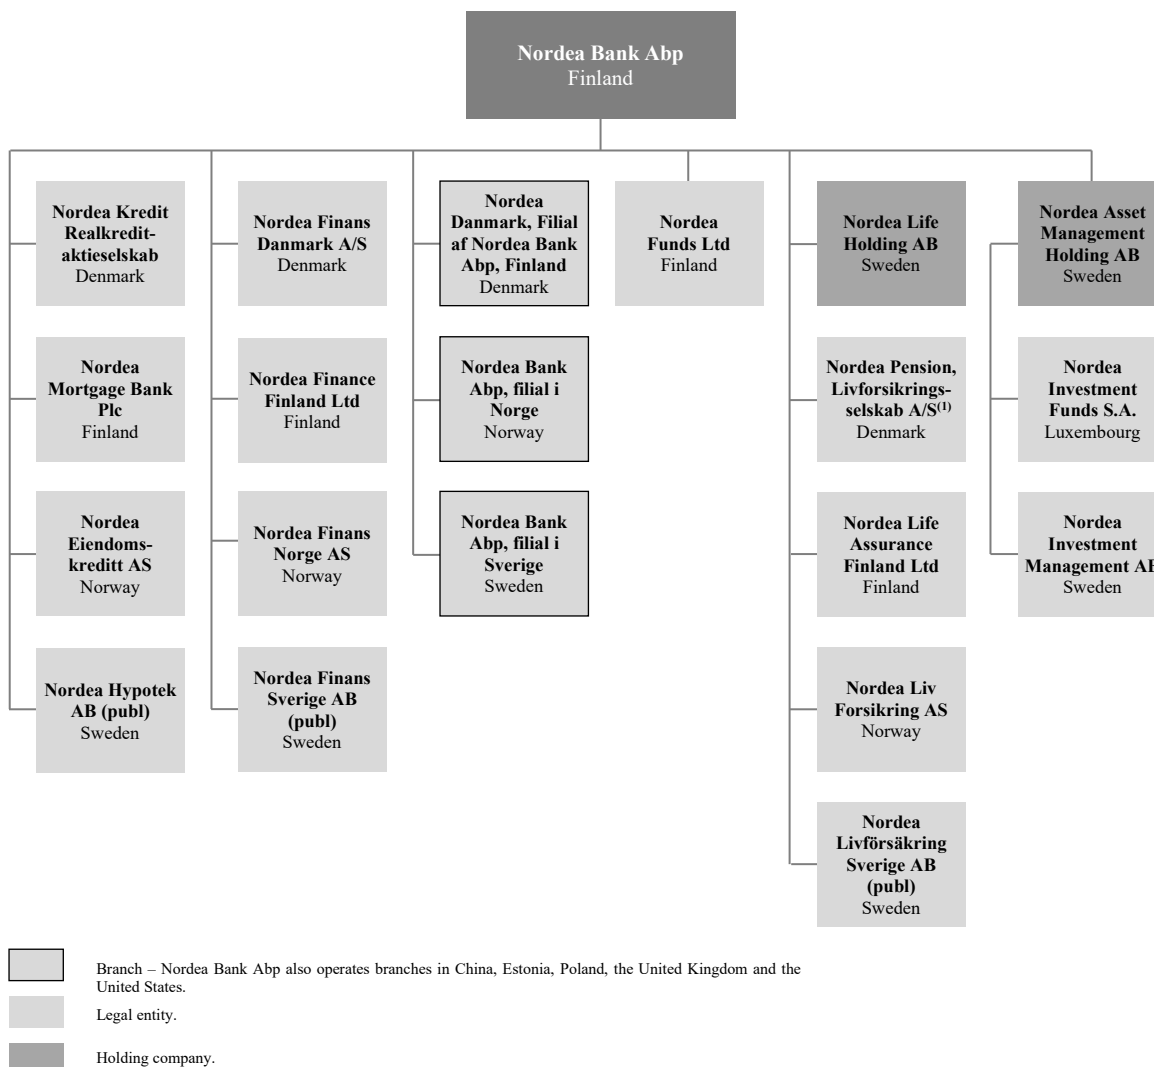 Nordea Bank Abp
Finland
Nordea Kredit
Realkredit-
aktieselskab
Denmark
Nordea
Mortgage Bank
Plc
Finland
Nordea
Eiendoms-
kreditt AS
Norway
Nordea Hypotek
AB (publ)
Sweden
Nordea Finans
Danmark A/S
Denmark
Nordea Finance
Finland Ltd
Finland
Nordea Finans
Norge AS
Norway
Nordea Finans
Sverige AB
(publ)
Sweden
Nordea
Danmark, Filial
af Nordea Bank
Abp, Finland
Denmark
Nordea Bank
Abp, filial i
Norge
Norway
Nordea Bank
Abp, filial i
Sverige
Sweden
Nordea
Funds Ltd
Finland
Nordea Life
Holding AB
Sweden
Nordea Pension,
Livforsikrings-
selskab A/S(1)
Denmark
Nordea Life
Assurance
Finland Ltd
Finland
Nordea Liv
Forsikring AS
Norway
Nordea
Livförsäkring
Sverige AB
(publ)
Sweden
Nordea Asset
Management
Holding AB
Sweden
Nordea
Investment
Funds S.A.
Luxembourg
Nordea
Investment
Management AB
Sweden
Branch – Nordea Bank Abp also operates branches in China, Estonia, Poland, the United Kingdom and the
United States.
Legal entity.
Holding company.